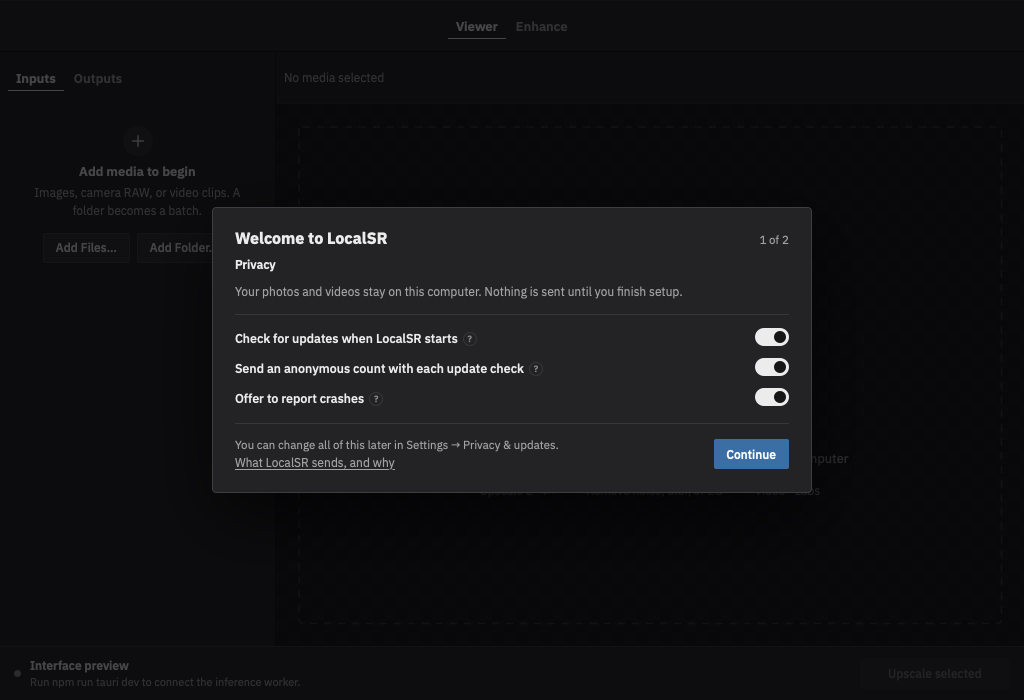 Viewer Enhance
Inputs Outputs
No media selected
Add media to begin
Images, camera RAW, or video clips. A
folder becomes a batch.
Add Files... Add Folder..
Welcome to LocalSR
1 of 2
Privacy
Your photos and videos stay on this computer. Nothing is sent until you finish setup.
Check for updates when LocalSR starts ?
Send an anonymous count with each update check ?
Offer to report crashes ?
You can change all of this later in Settings → Privacy & updates.
What LocalSR sends, and why
Continue
Interface preview
Run npm run tauri dev to connect the inference worker.
Upscale selected